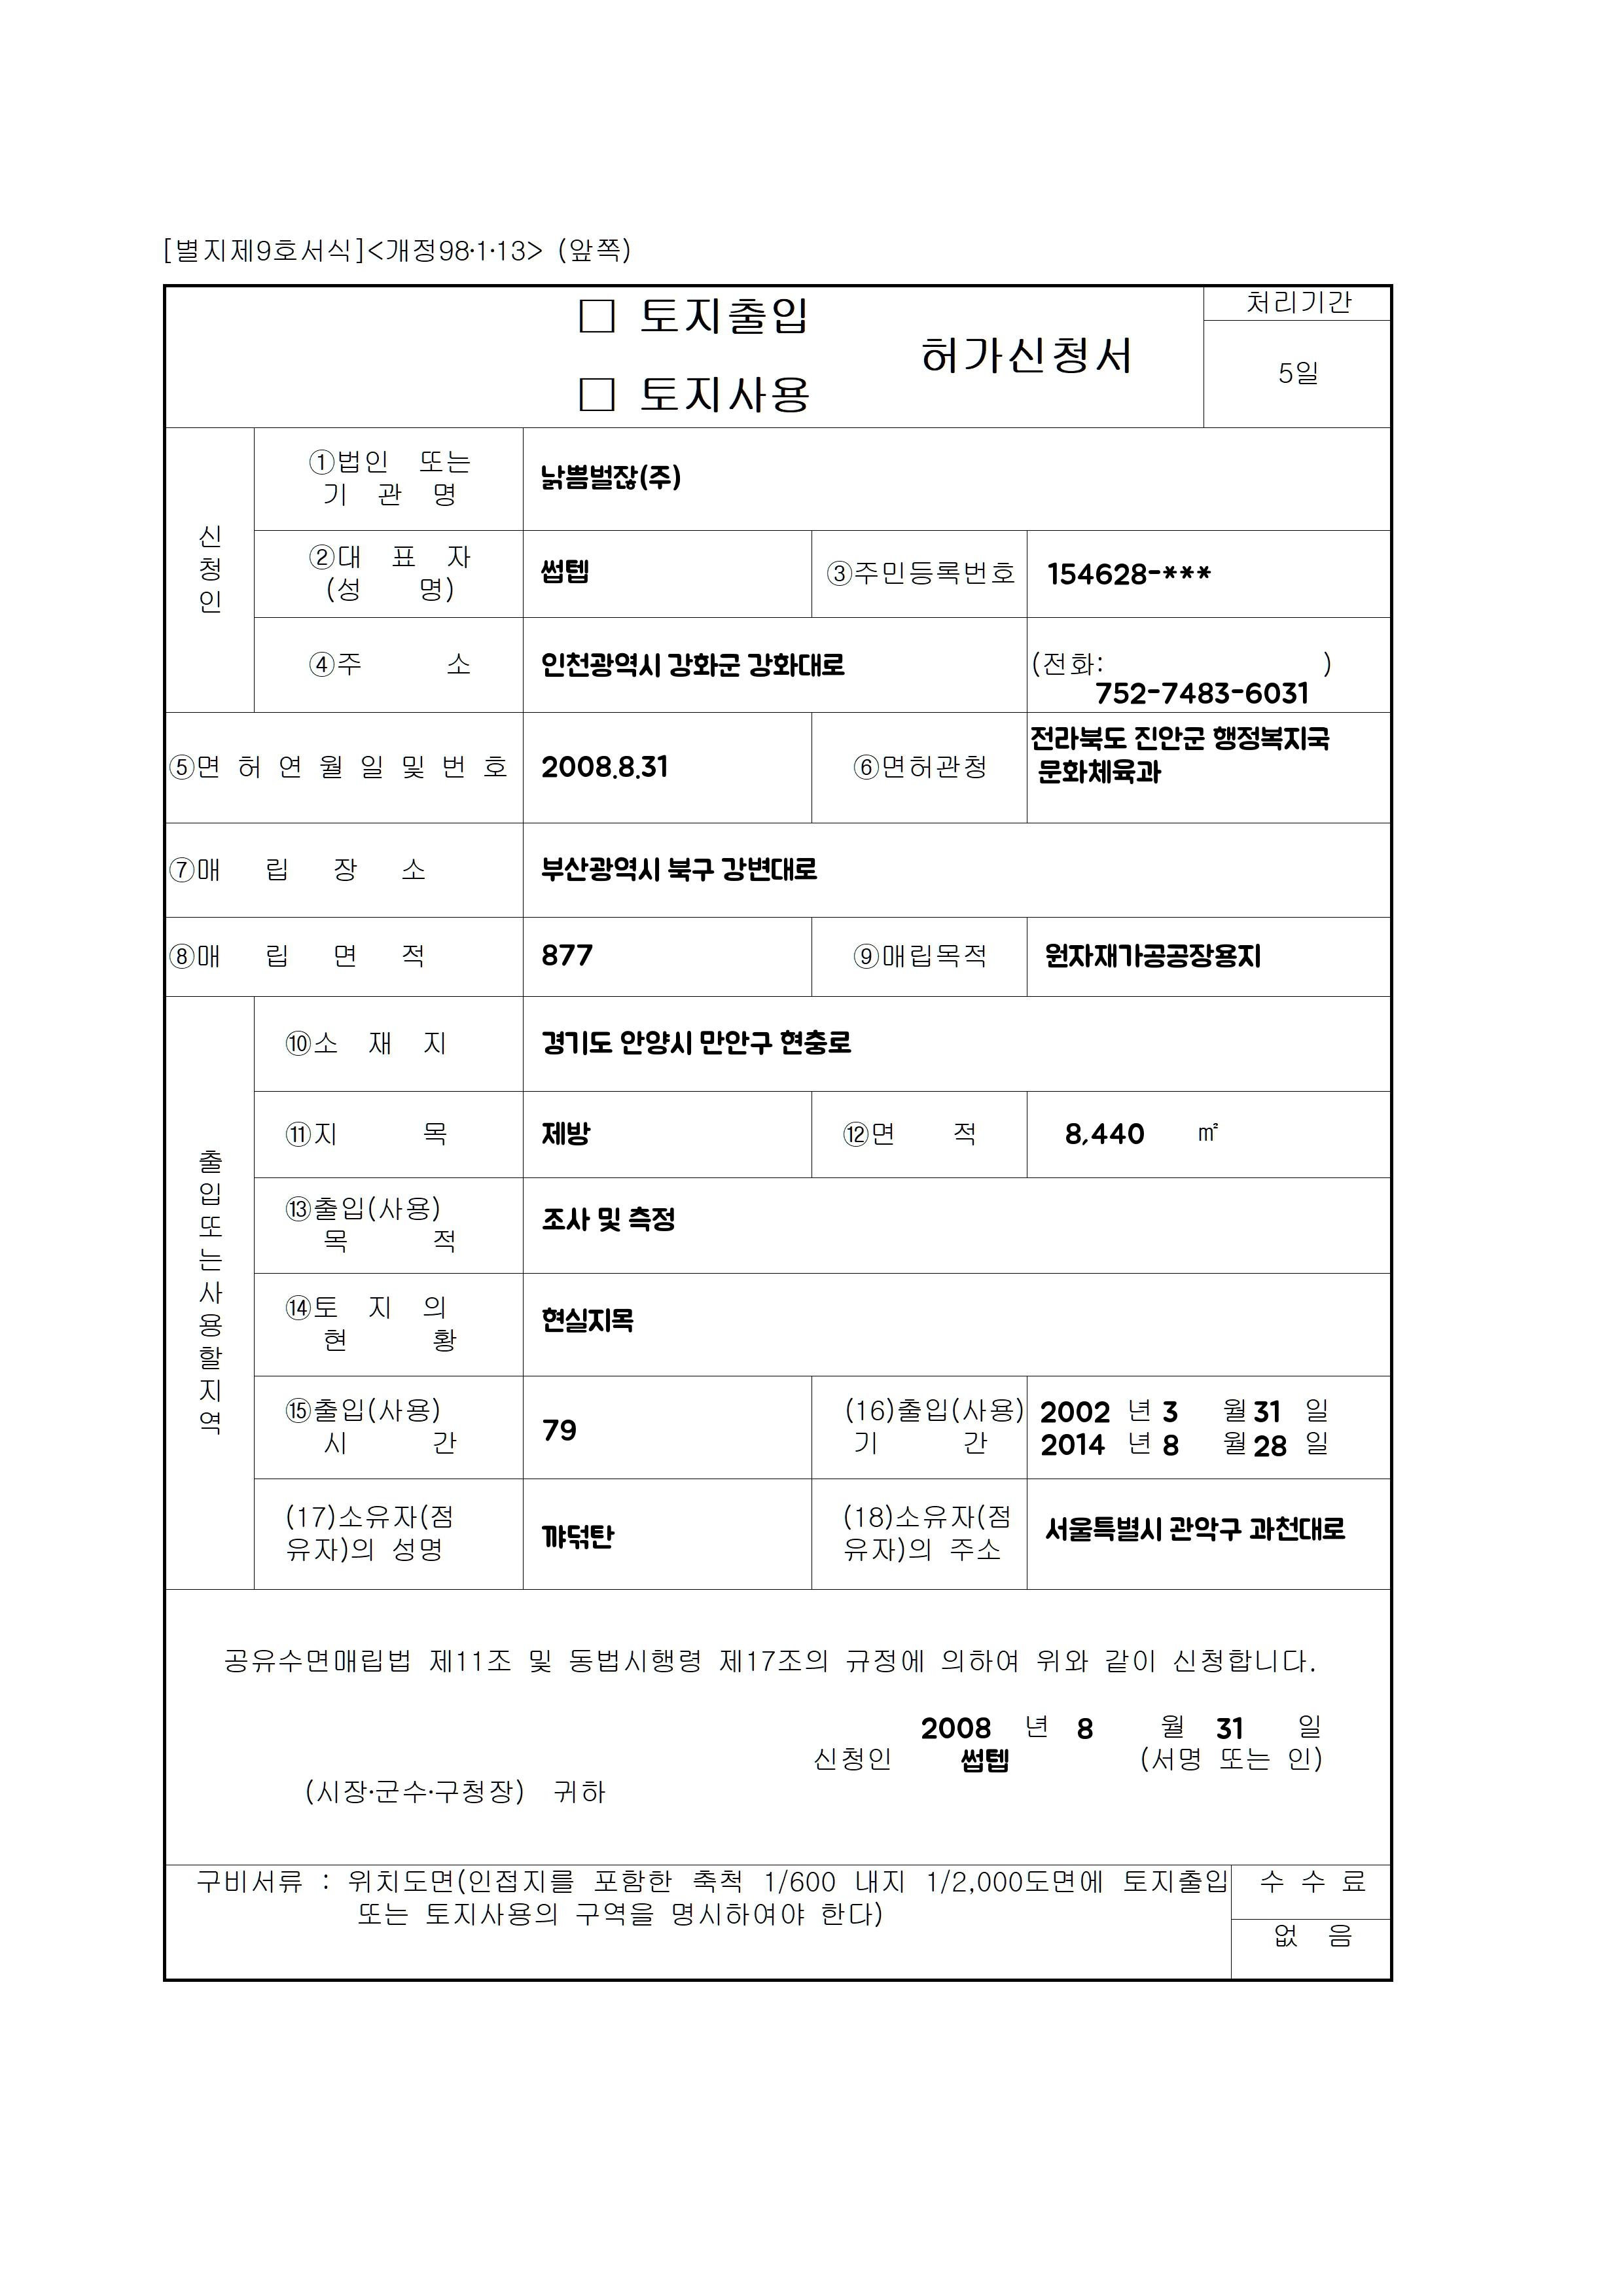 [별지제9호서식]<개정98·1·13> (앞쪽)
□ 토지출입
허가신청서
□ 토지사용
처리기간
5일
신청인
①법인 또는
기 관 명
낡쁨벌잖(주)
②대 표 자
(성 명)
썹텝
③주민등록번호
154628-***
④주 소
인천광역시 강화군 강화대로
(전화: )
752-7483-6031
⑤면 허 연 월 일 및 번 호
2008.8.31
⑥면허관청
전라북도 진안군 행정복지국
문화체육과
⑦매 립 장 소
부산광역시 북구 강변대로
⑧매 립 면 적
877
⑨매립목적
원자재가공공장용지
출입또는사용할지역
⑩소 재 지
경기도 안양시 만안구 현충로
⑪지 목
제방
⑫면 적
8,440 ㎡
⑬출입(사용)
목 적
조사 및 측정
⑭토 지 의
현 황
현실지목
⑮출입(사용)
시 간
79
(16)출입(사용)
기 간
2002 년 3 월 31 일
2014 년 8 월 28 일
(17)소유자(점
유자)의 성명
꺄덖탄
(18)소유자(점
유자)의 주소
서울특별시 관악구 과천대로
공유수면매립법 제11조 및 동법시행령 제17조의 규정에 의하여 위와 같이 신청합니다.
2008 년 8 월 31 일
신청인 썹텝 (서명 또는 인)
(시장·군수·구청장) 귀하
구비서류 : 위치도면(인접지를 포함한 축척 1/600 내지 1/2,000도면에 토지출입
또는 토지사용의 구역을 명시하여야 한다)
수 수 료
없 음